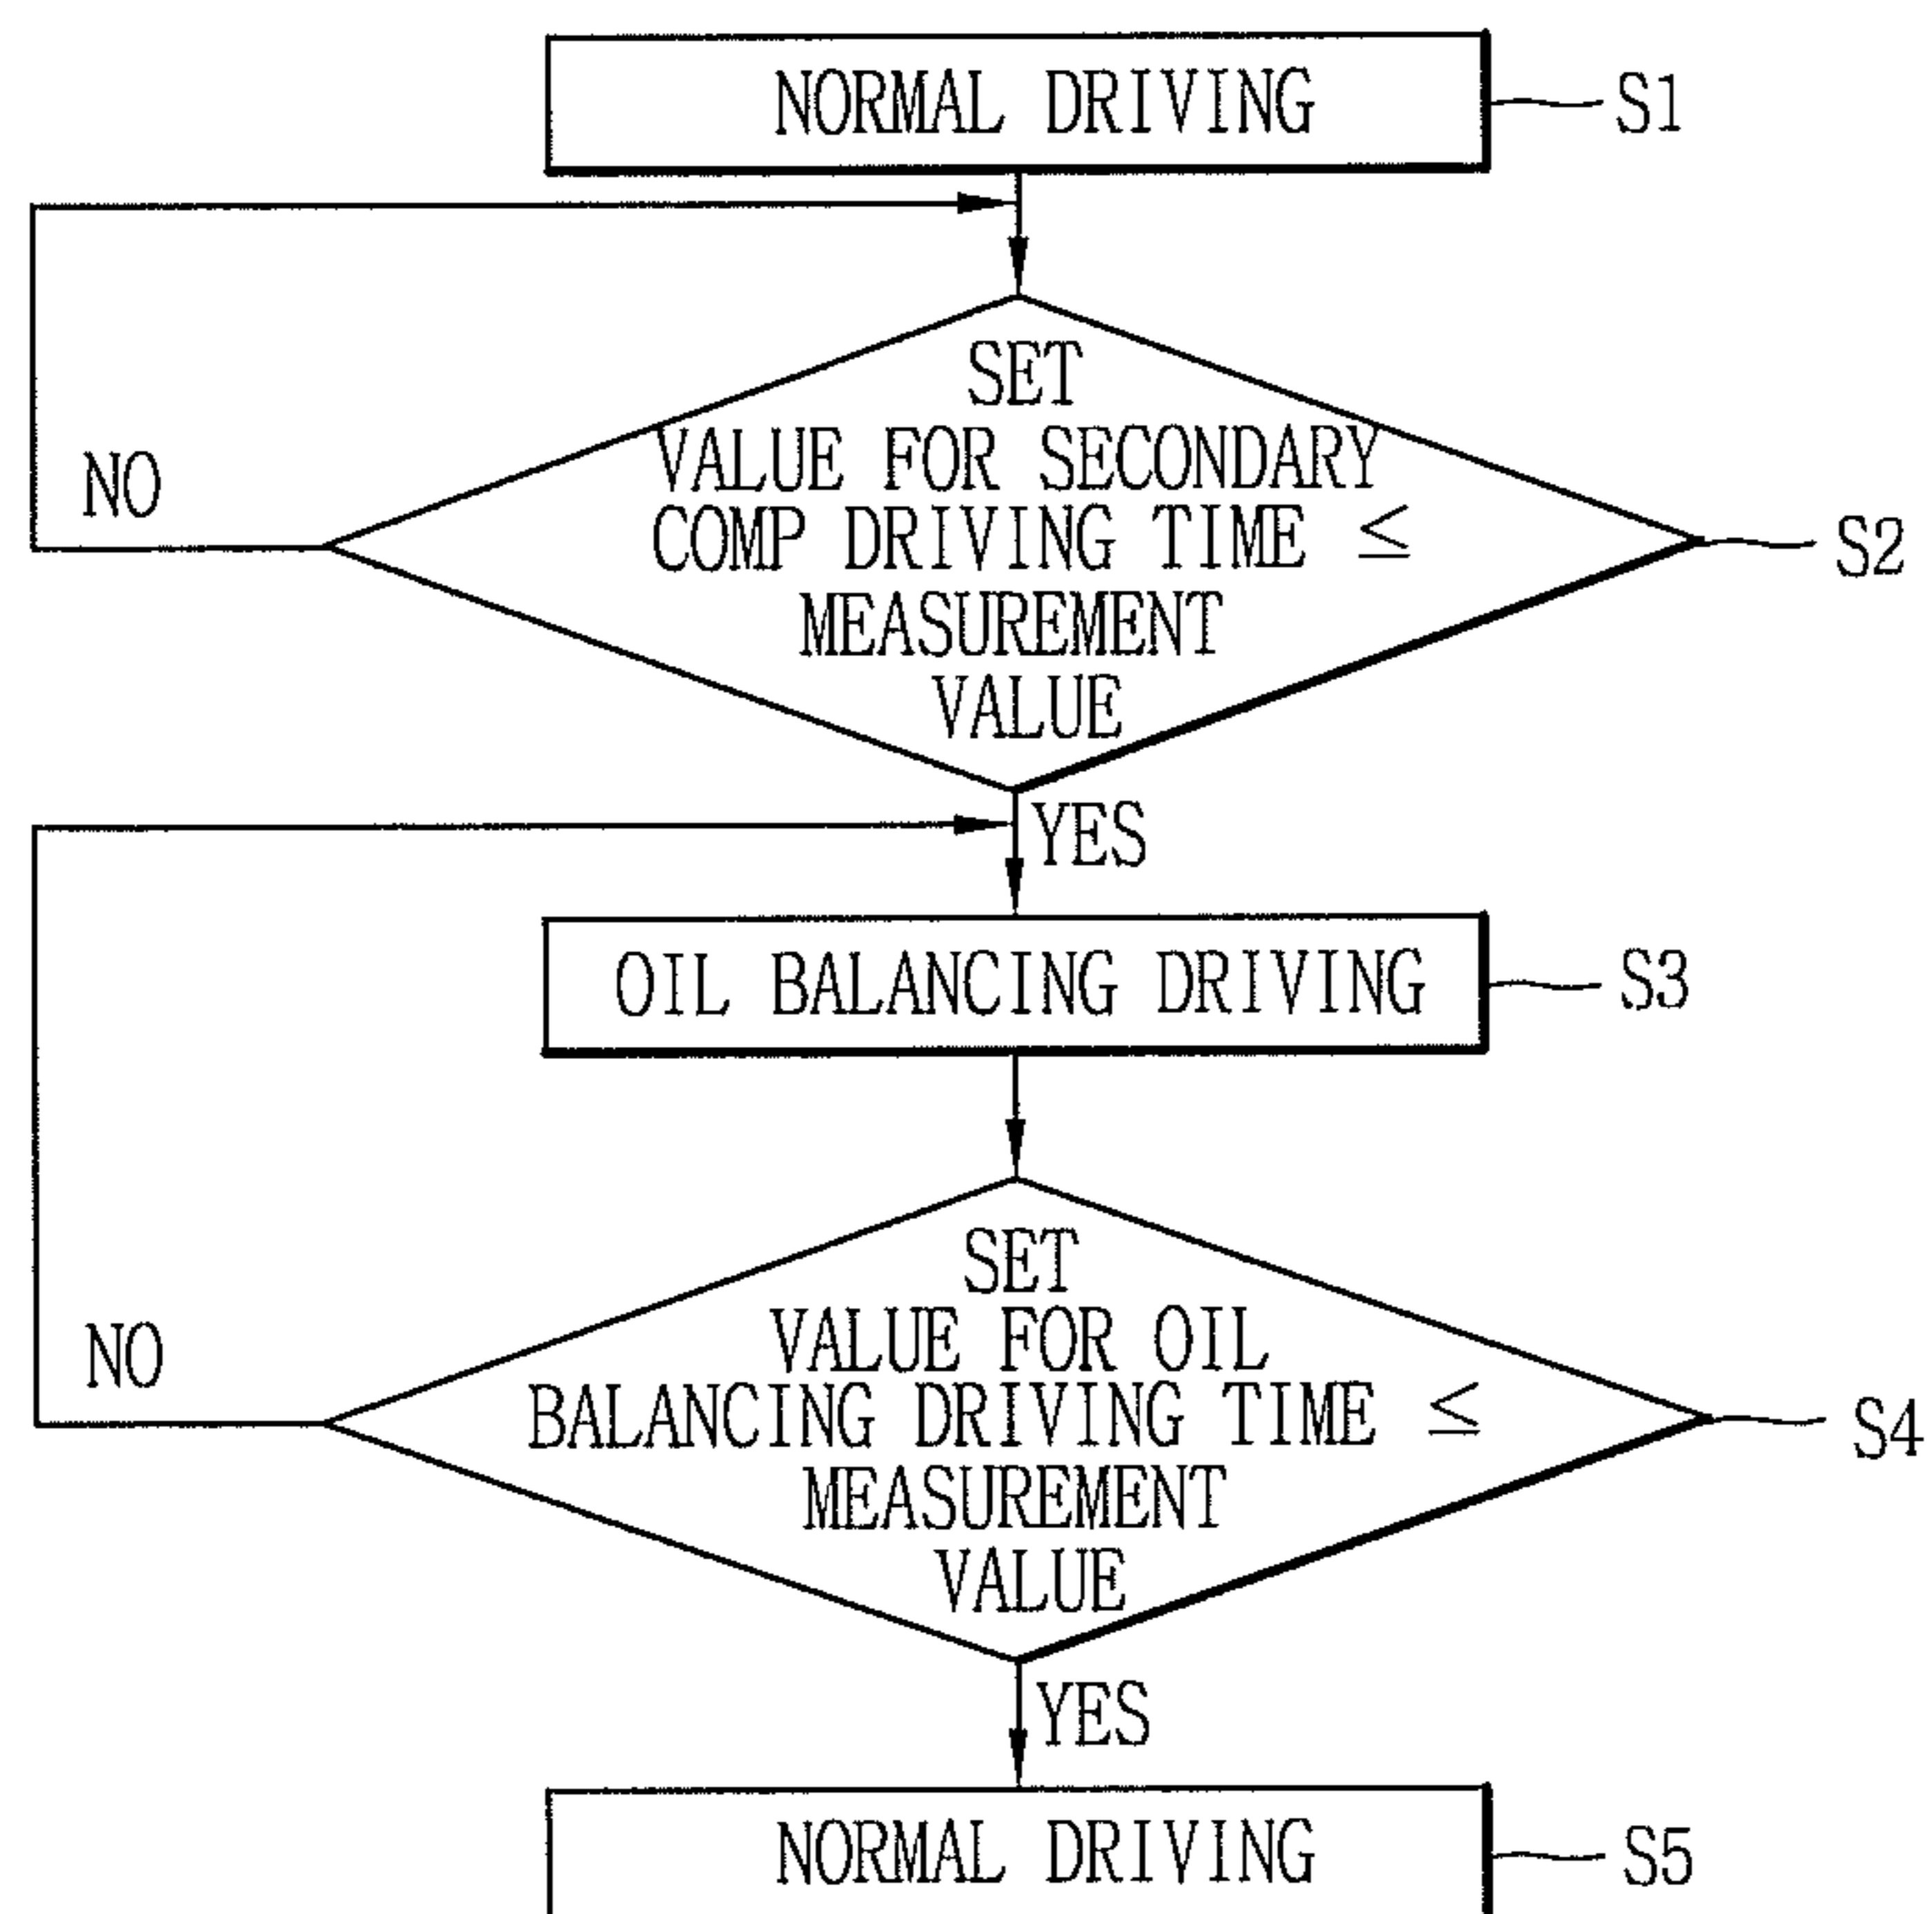 NORMAL DRIVING
S1
SET
VALUE FOR SECONDARY
COMP DRIVING TIME ≤
MEASUREMENT
VALUE
NO
S2
YES
OIL BALANCING DRIVING
S3
SET
VALUE FOR OIL
BALANCING DRIVING TIME ≤
MEASUREMENT
VALUE
NO
S4
YES
NORMAL DRIVING
S5